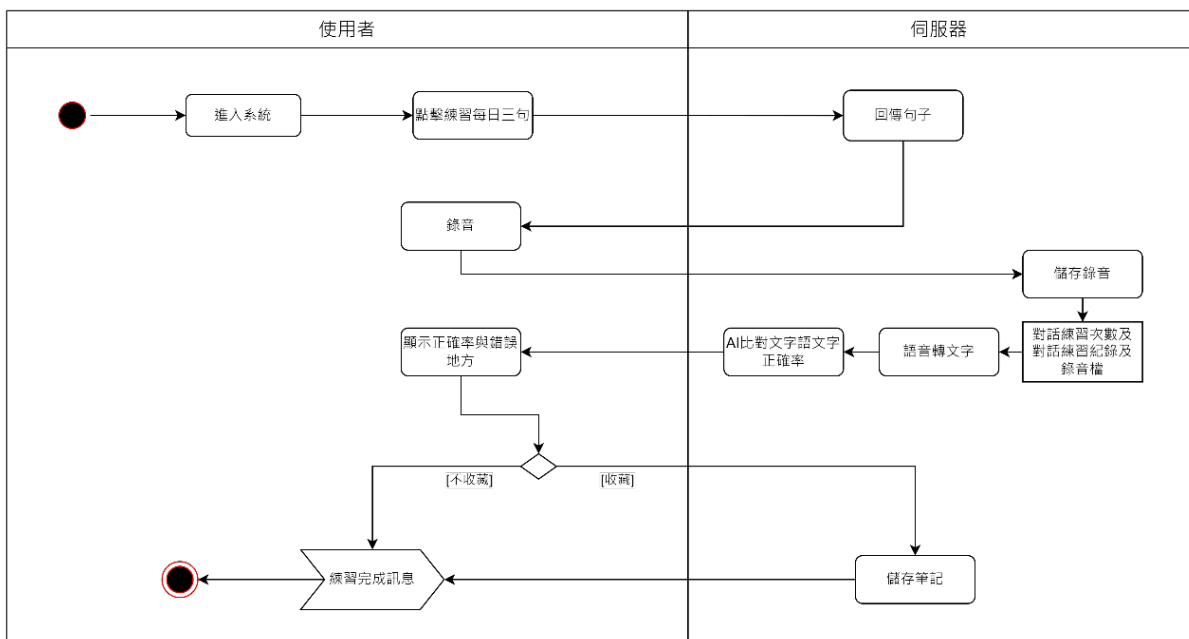 使用者
伺服器
進入系統
點擊練習每日三句
回傳句子
錄音
儲存錄音
顯示正確率與錯誤
地方
AI比對文字語文字
正確率
語音轉文字
對話練習次數及
對話練習紀錄及
錄音檔
[不收藏]
[收藏]
練習完成訊息
儲存筆記